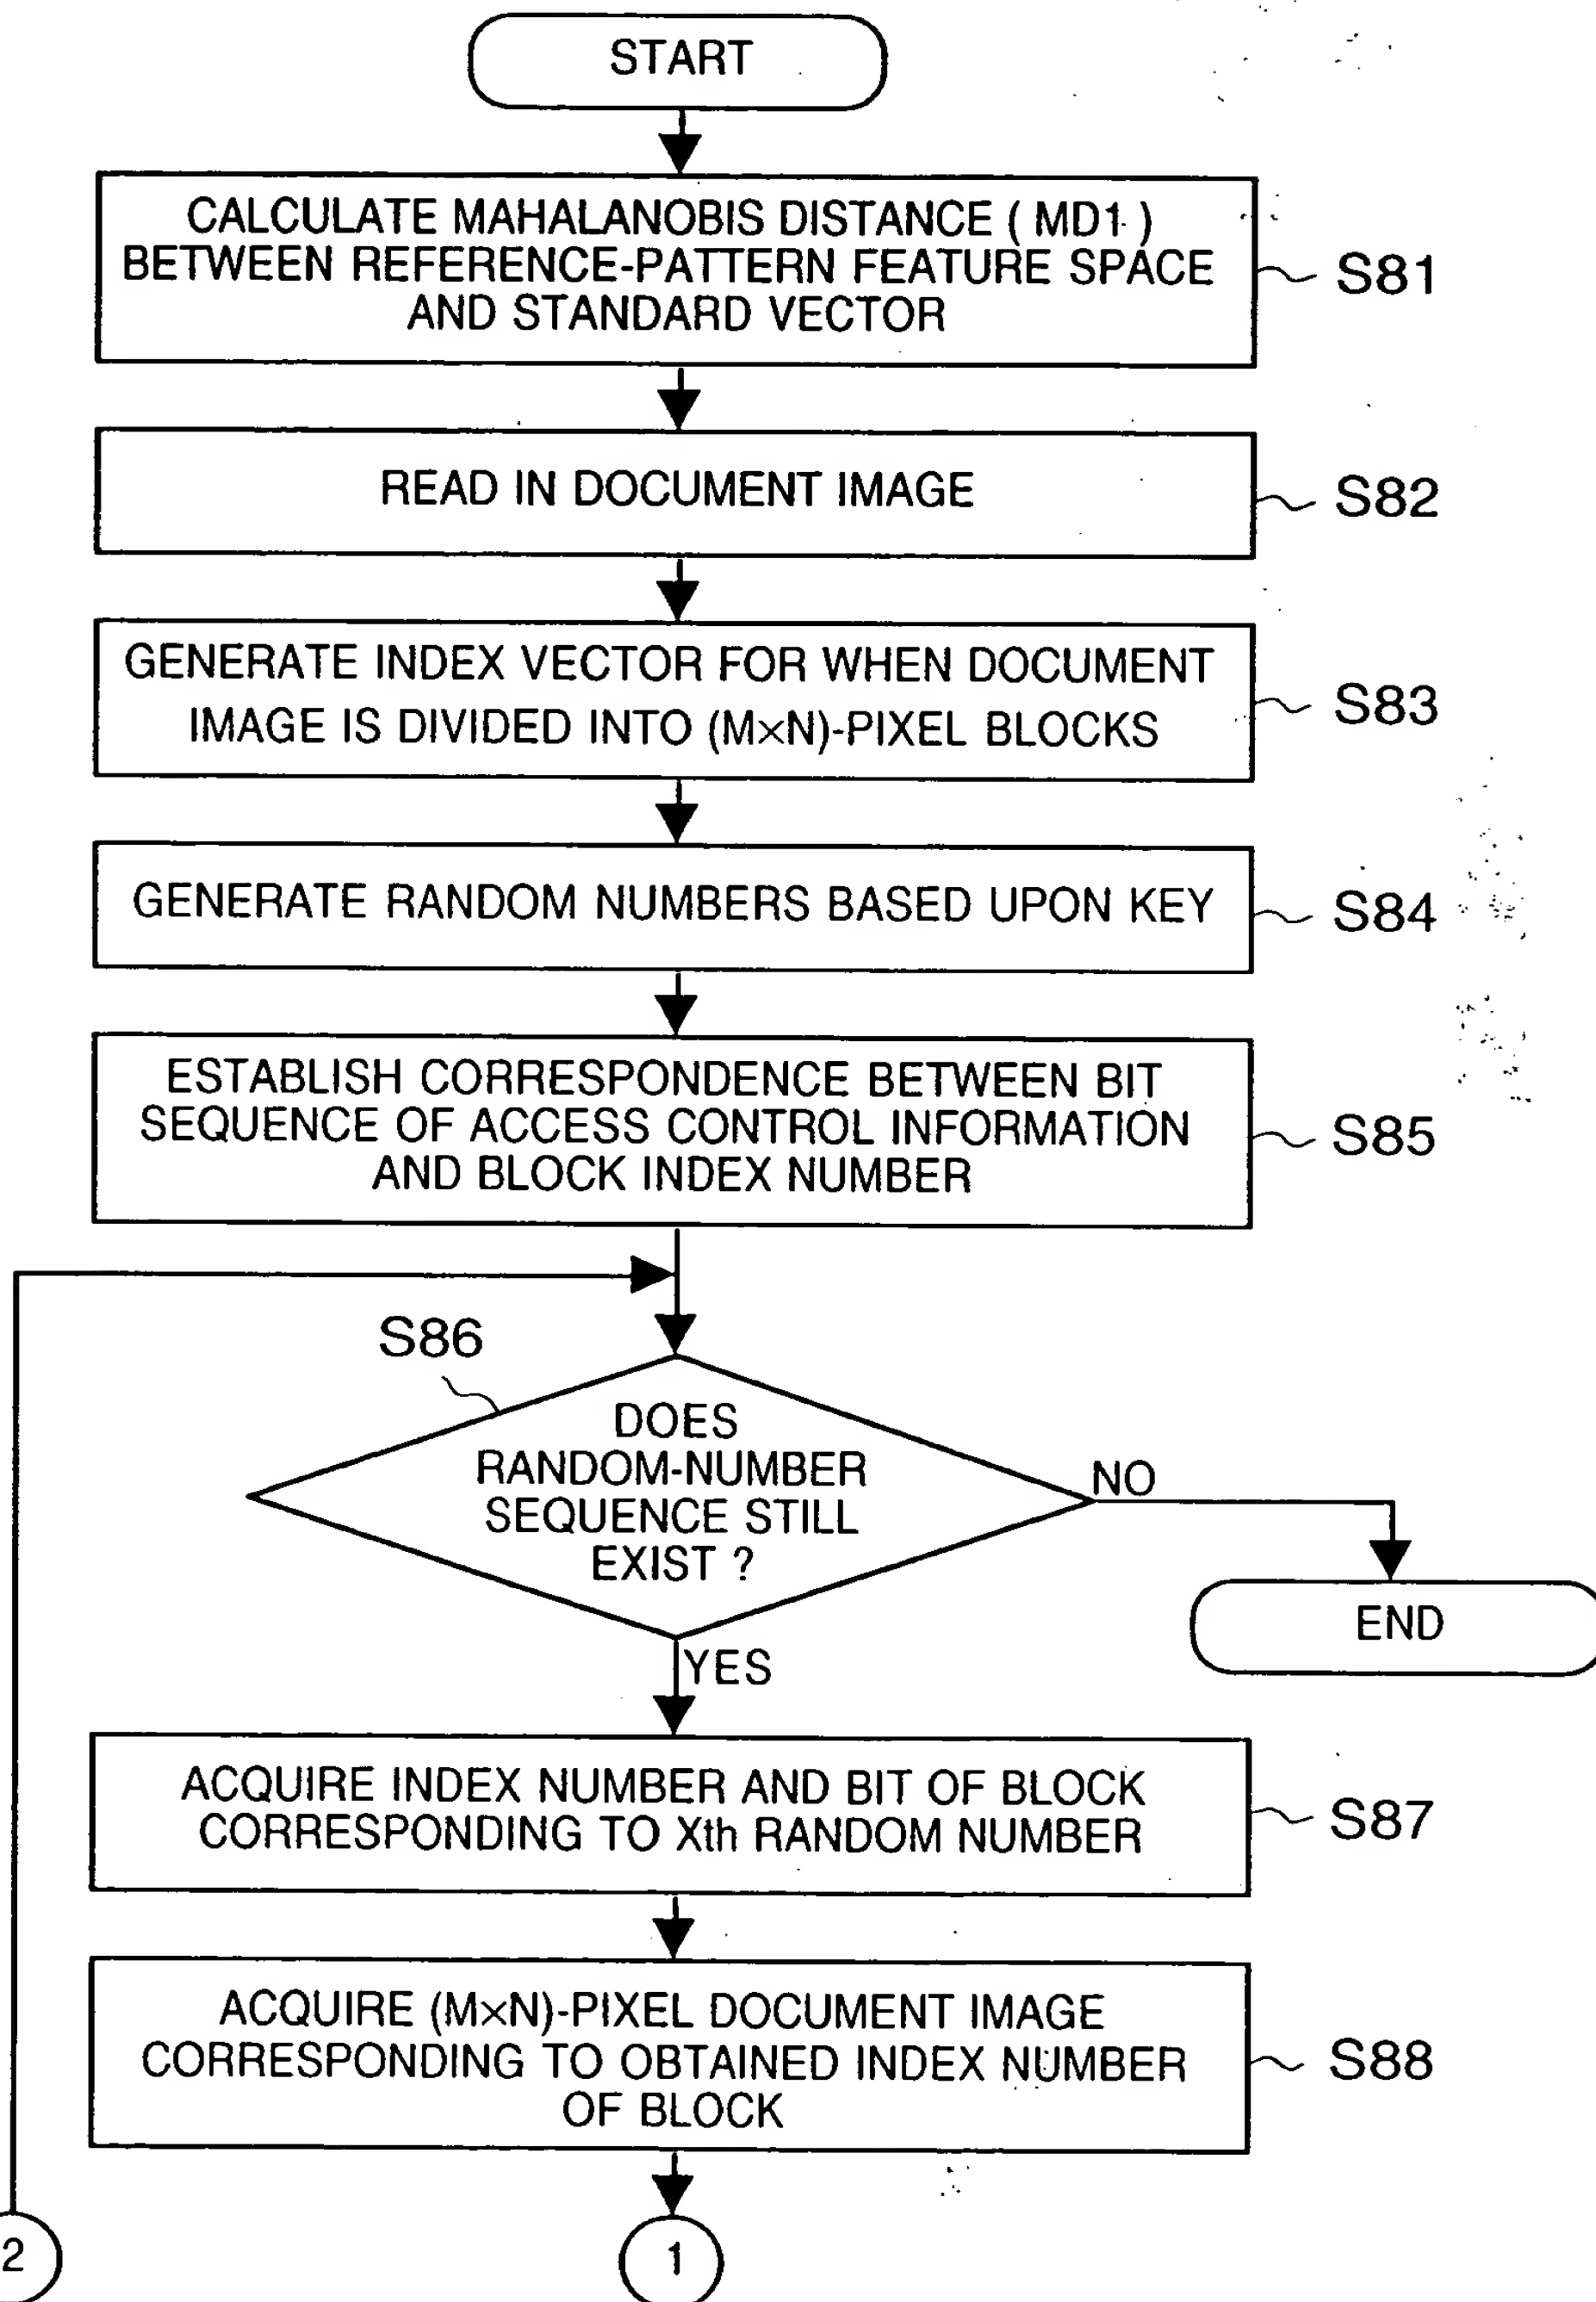 START
CALCULATE MAHALANOBIS DISTANCE ( MD1 )
BETWEEN REFERENCE-PATTERN FEATURE SPACE
AND STANDARD VECTOR
S81
READ IN DOCUMENT IMAGE
S82
GENERATE INDEX VECTOR FOR WHEN DOCUMENT
IMAGE IS DIVIDED INTO (M×N)-PIXEL BLOCKS
S83
GENERATE RANDOM NUMBERS BASED UPON KEY
S84
ESTABLISH CORRESPONDENCE BETWEEN BIT
SEQUENCE OF ACCESS CONTROL INFORMATION
AND BLOCK INDEX NUMBER
S85
S86
DOES
RANDOM-NUMBER
SEQUENCE STILL
EXIST ?
NO
END
YES
ACQUIRE INDEX NUMBER AND BIT OF BLOCK
CORRESPONDING TO Xth RANDOM NUMBER
S87
ACQUIRE (M×N)-PIXEL DOCUMENT IMAGE
CORRESPONDING TO OBTAINED INDEX NUMBER
OF BLOCK
S88
2
1